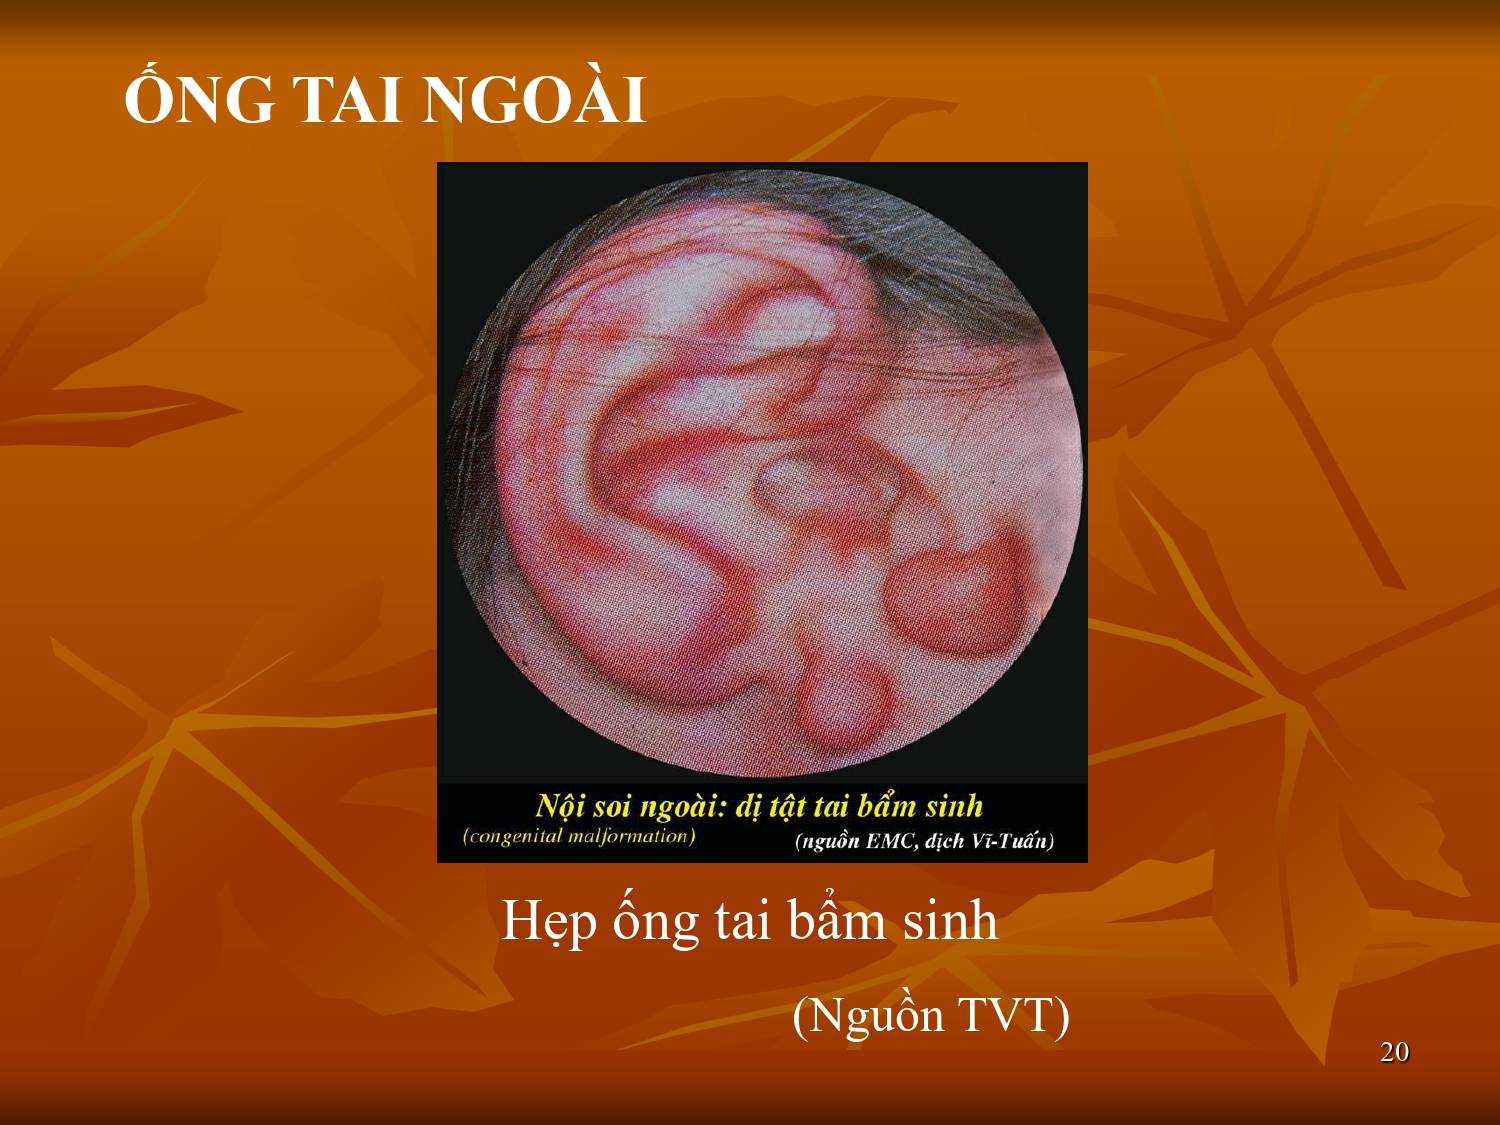 ỐNG TAI NGOÀI
Nội soi ngoài: dị tật tai bẩm sinh
(congenital malformation)
(nguồn EMC, dịch Vĩ-Tuấn)
Hẹp ống tai bẩm sinh
(Nguồn TVT)
20